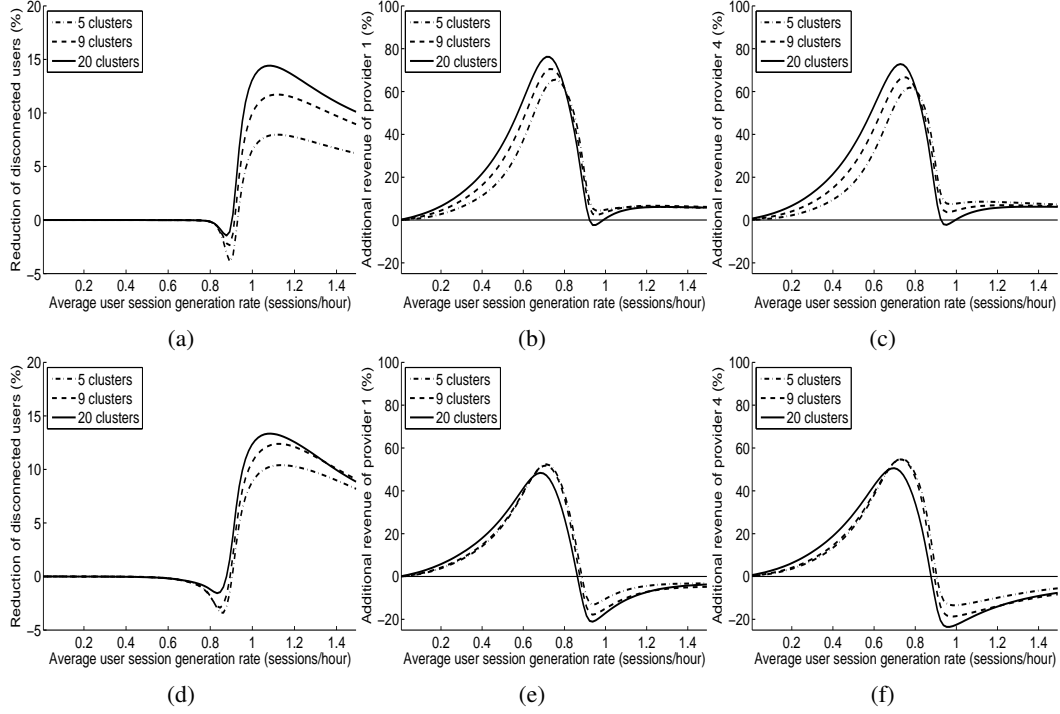 Reduction of disconnected users (%)
20
15
10
5
0
−5
5 clusters
9 clusters
20 clusters
0.2 0.4 0.6 0.8 1 1.2 1.4
Average user session generation rate (sessions/hour)
(a)
Additional revenue of provider 1 (%)
100
80
60
40
20
0
−20
5 clusters
9 clusters
20 clusters
0.2 0.4 0.6 0.8 1 1.2 1.4
Average user session generation rate (sessions/hour)
(b)
Additional revenue of provider 4 (%)
100
80
60
40
20
0
−20
5 clusters
9 clusters
20 clusters
0.2 0.4 0.6 0.8 1 1.2 1.4
Average user session generation rate (sessions/hour)
(c)
Reduction of disconnected users (%)
20
15
10
5
0
−5
5 clusters
9 clusters
20 clusters
0.2 0.4 0.6 0.8 1 1.2 1.4
Average user session generation rate (sessions/hour)
(d)
Additional revenue of provider 1 (%)
100
80
60
40
20
0
−20
5 clusters
9 clusters
20 clusters
0.2 0.4 0.6 0.8 1 1.2 1.4
Average user session generation rate (sessions/hour)
(e)
Additional revenue of provider 4 (%)
100
80
60
40
20
0
−20
5 clusters
9 clusters
20 clusters
0.2 0.4 0.6 0.8 1 1.2 1.4
Average user session generation rate (sessions/hour)
(f)